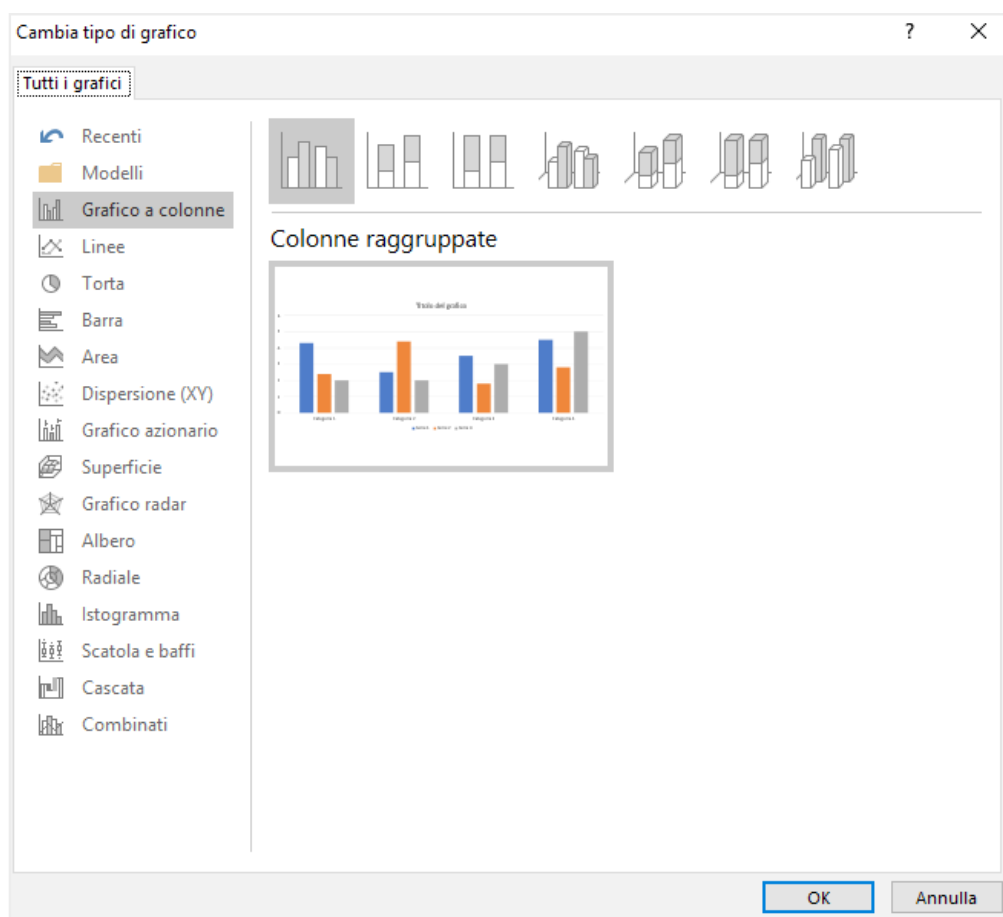 Cambia tipo di grafico
?
Tutti i grafici
Recenti
Modelli
Grafico a colonne
Linee
Torta
Barra
Area
Dispersione (XY)
Grafico azionario
Superficie
Grafico radar
Albero
Radiale
Istogramma
Scatola e baffi
Cascata
Combinati
Colonne raggruppate
Titolo del grafico
OK
Annulla